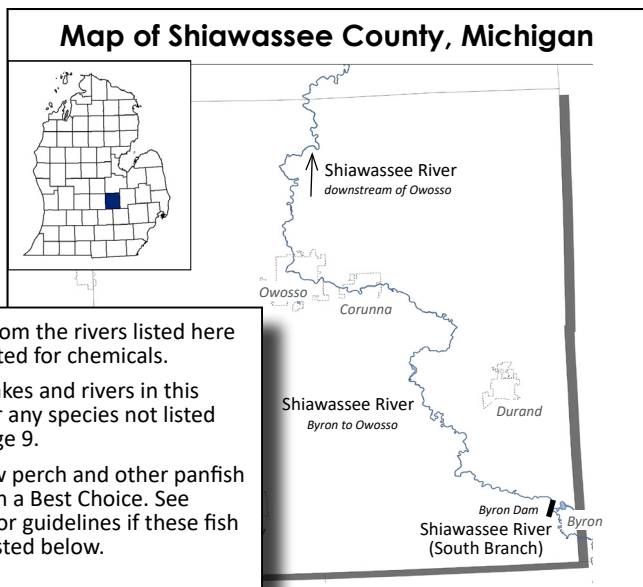 Map of Shiawassee County, Michigan
Shiawassee River
downstream of Owosso
Owosso
Corunna
Shiawassee River
Byron to Owosso
Durand
Byron Dam
Byron
Shiawassee River
(South Branch)
om the rivers listed here
ted for chemicals.
akes and rivers in this
r any species not listed
ge 9.
w perch and other panfish
n a Best Choice. See
or guidelines if these fish
sted below.